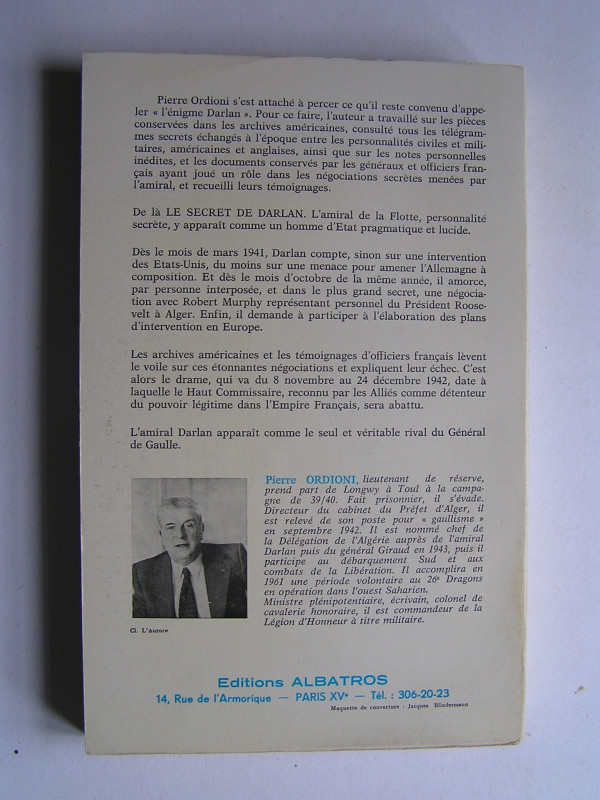 Pierre Ordioni s'est attaché à percer ce qu'il reste convenu d'appe-
ler « l'énigme Darlan ». Pour ce faire, l'auteur a travaillé sur les pièces
conservées dans les archives américaines, consulté tous les télégram-
mes secrets échangés à l'époque entre les personnalités civiles et mili-
taires, américaines et anglaises, ainsi que sur les notes personnelles
inédites, et les documents conservés par les généraux et officiers fran-
çais ayant joué un rôle dans les négociations secrètes menées par
l'amiral, et recueilli leurs témoignages.
De là LE SECRET DE DARLAN. L'amiral de la Flotte, personnalité
secrète, y apparaît comme un homme d'Etat pragmatique et lucide.
Dès le mois de mars 1941, Darlan compte, sinon sur une intervention
des Etats-Unis, du moins sur une menace pour amener l'Allemagne à
composition. Et dès le mois d'octobre de la même année, il amorce,
par personne interposée, et dans le plus grand secret, une négocia-
tion avec Robert Murphy représentant personnel du Président Roose-
velt à Alger. Enfin, il demande à participer à l'élaboration des plans
d'intervention en Europe.
Les archives américaines et les témoignages d'officiers français lèvent
le voile sur ces étonnantes négociations et expliquent leur échec. C'est
alors le drame, qui va du 8 novembre au 24 décembre 1942, date à
laquelle le Haut Commissaire, reconnu par les Alliés comme détenteur
du pouvoir légitime dans l'Empire Français, sera abattu.
L'amiral Darlan apparaît comme le seul et véritable rival du Général
de Gaulle.
Pierre ORDIONI, lieutenant de réserve,
prend part de Longwy à Toul à la campa-
gne de 39/40. Fait prisonnier, il s'évade.
Directeur du cabinet du Préfet d'Alger, il
est relevé de son poste pour « gaullisme »
en septembre 1942. Il est nommé chef de
la Délégation de l'Algérie auprès de l'amiral
Darlan puis du général Giraud en 1943, puis il
participe au débarquement Sud et aux
combats de la Libération. Il accomplira en
1961 une période volontaire au 26e Dragons
en opération dans l'ouest Saharien.
Ministre plénipotentiaire, écrivain, colonel de
cavalerie honoraire, il est commandeur de la
Légion d'Honneur à titre militaire.
Cl. L'Aurore
Editions ALBATROS
14, Rue de l'Armorique — PARIS XVe — Tél. : 306-20-23
Maquette de couverture : Jacques Blindermann